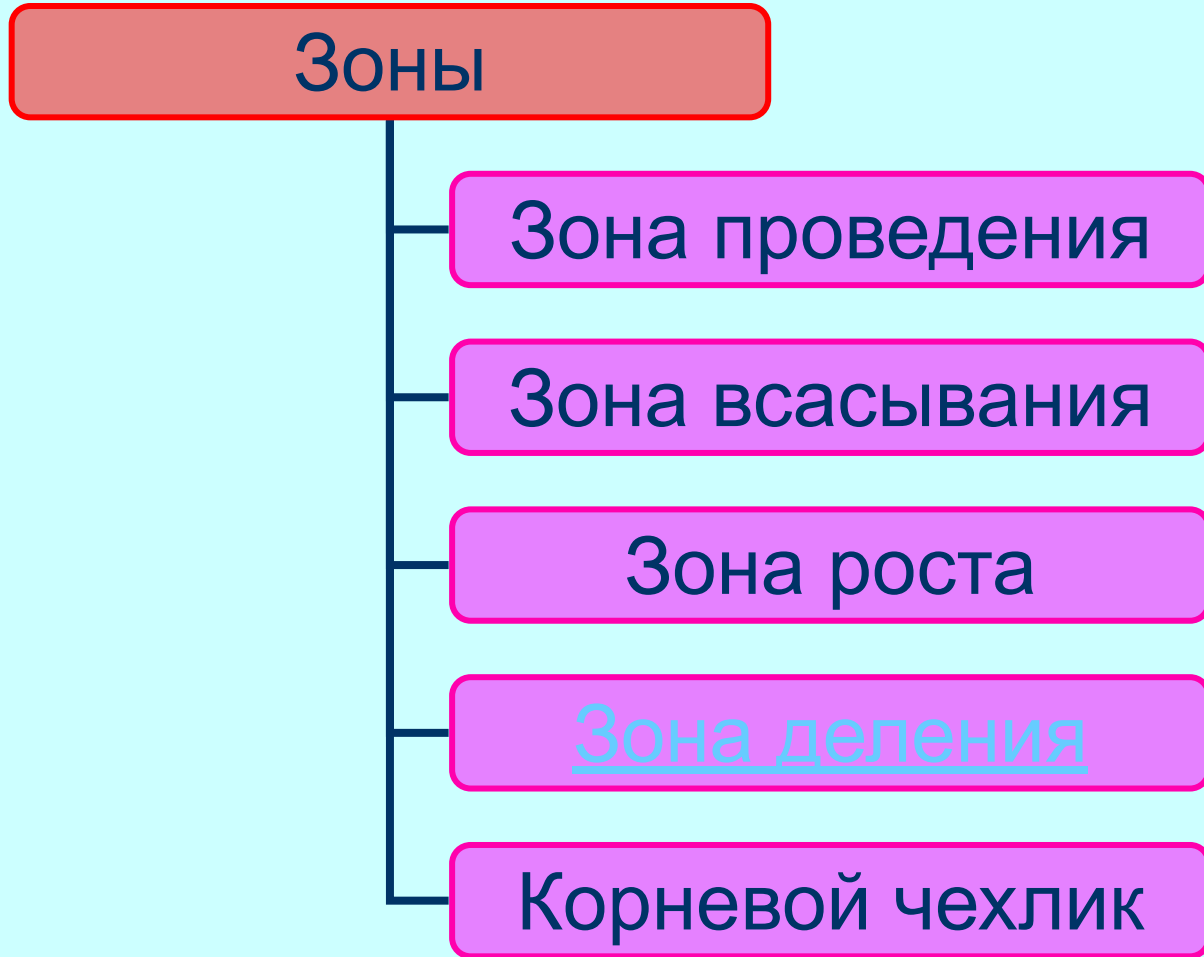 Зоны
Зона проведения
Зона всасывания
Зона роста
Зона деления
Корневой чехлик